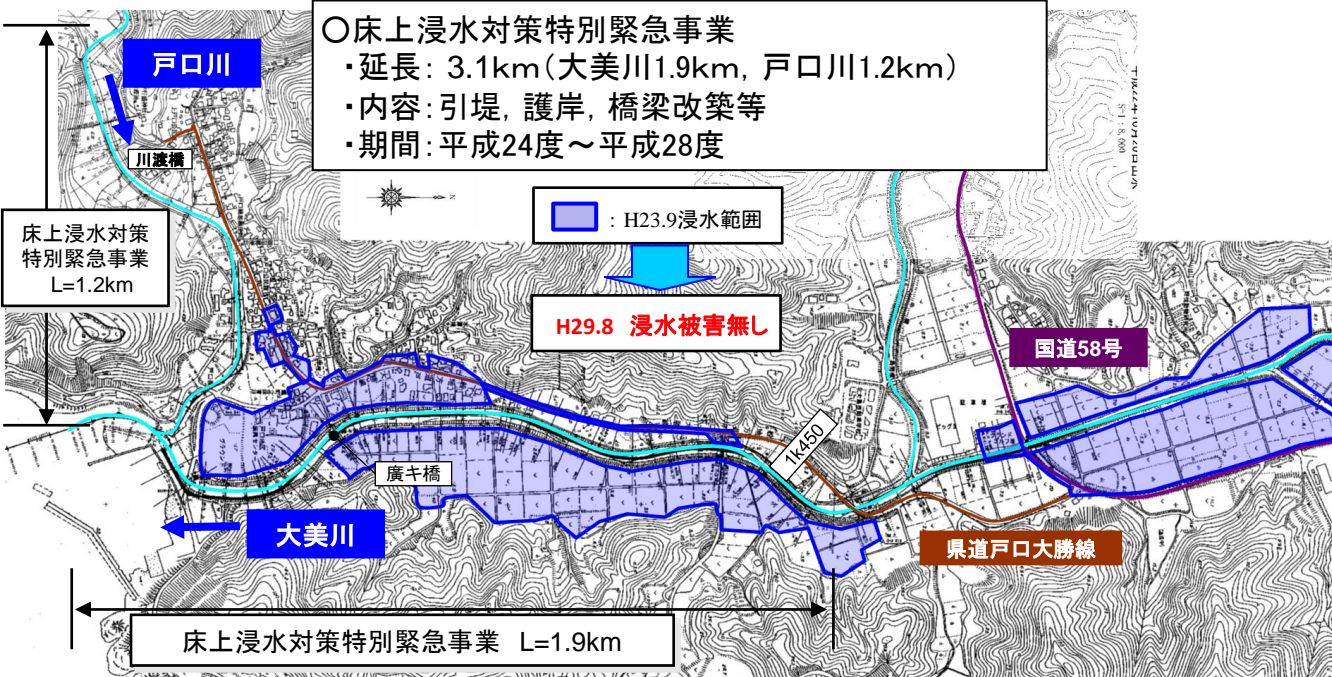 ○床上浸水対策特別緊急事業
・延長：3.1km（大美川1.9km，戸口川1.2km）
・内容：引堤，護岸，橋梁改築等
・期間：平成24度～平成28度
戸口川
川渡橋
床上浸水対策
特別緊急事業
L=1.2km
：H23.9浸水範囲
H29.8 浸水被害無し
国道58号
1k450
廣キ橋
大美川
県道戸口大勝線
床上浸水対策特別緊急事業 L=1.9km
S=1:8,000
N